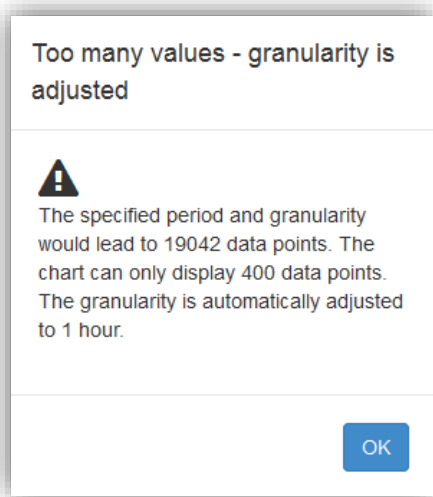 Too many values - granularity is
adjusted
The specified period and granularity
would lead to 19042 data points. The
chart can only display 400 data points.
The granularity is automatically adjusted
to 1 hour.
OK